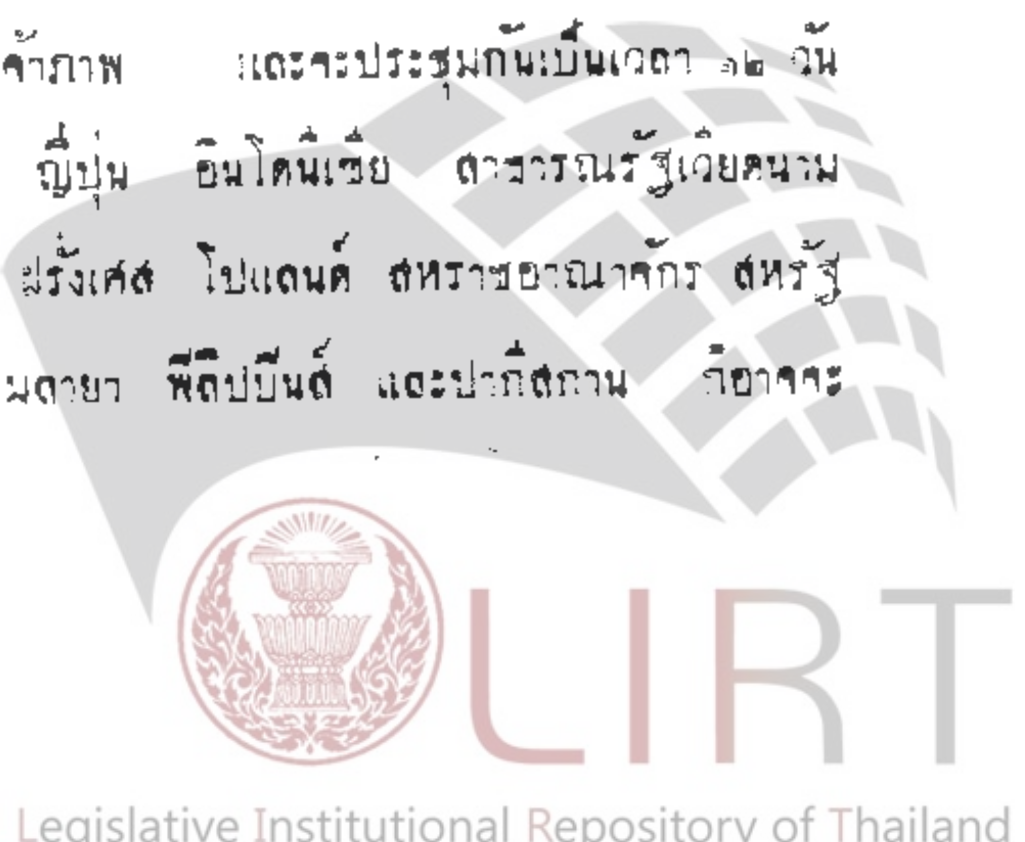 จ้าภาพ และจะประชุมกันเป็นเวลา ๑๒ วัน
ญี่ปุ่น อินโดนีเซีย สาธารณรัฐเวียดนาม
ฝรั่งเศส โปแลนด์ สหราชอาณาจักร สหรัฐ
มลายา ฟิลิปปินส์ และปากีสถาน ก็อาจจะ
LIRT
Legislative Institutional Repository of Thailand